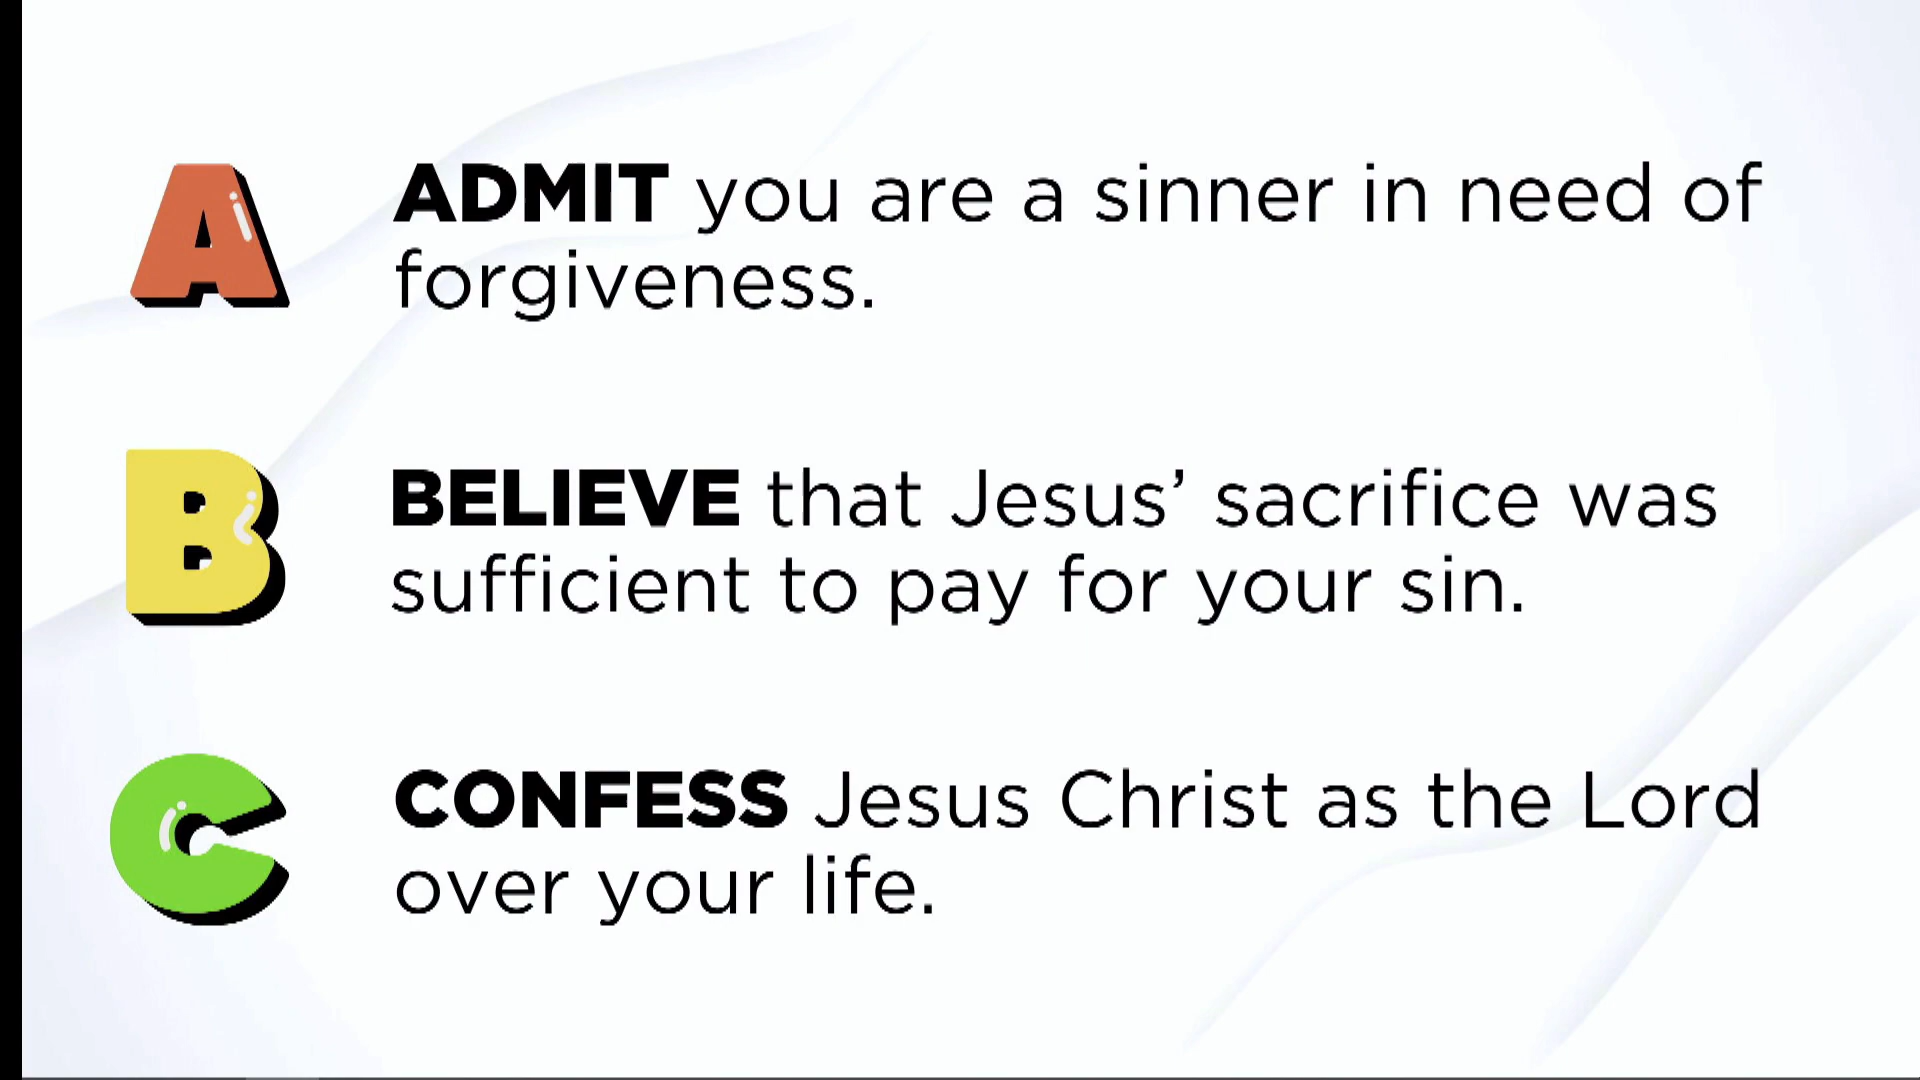 A
ADMIT you are a sinner in need of
forgiveness.
B
BELIEVE that Jesus’ sacrifice was
sufficient to pay for your sin.
C
CONFESS Jesus Christ as the Lord
over your life.